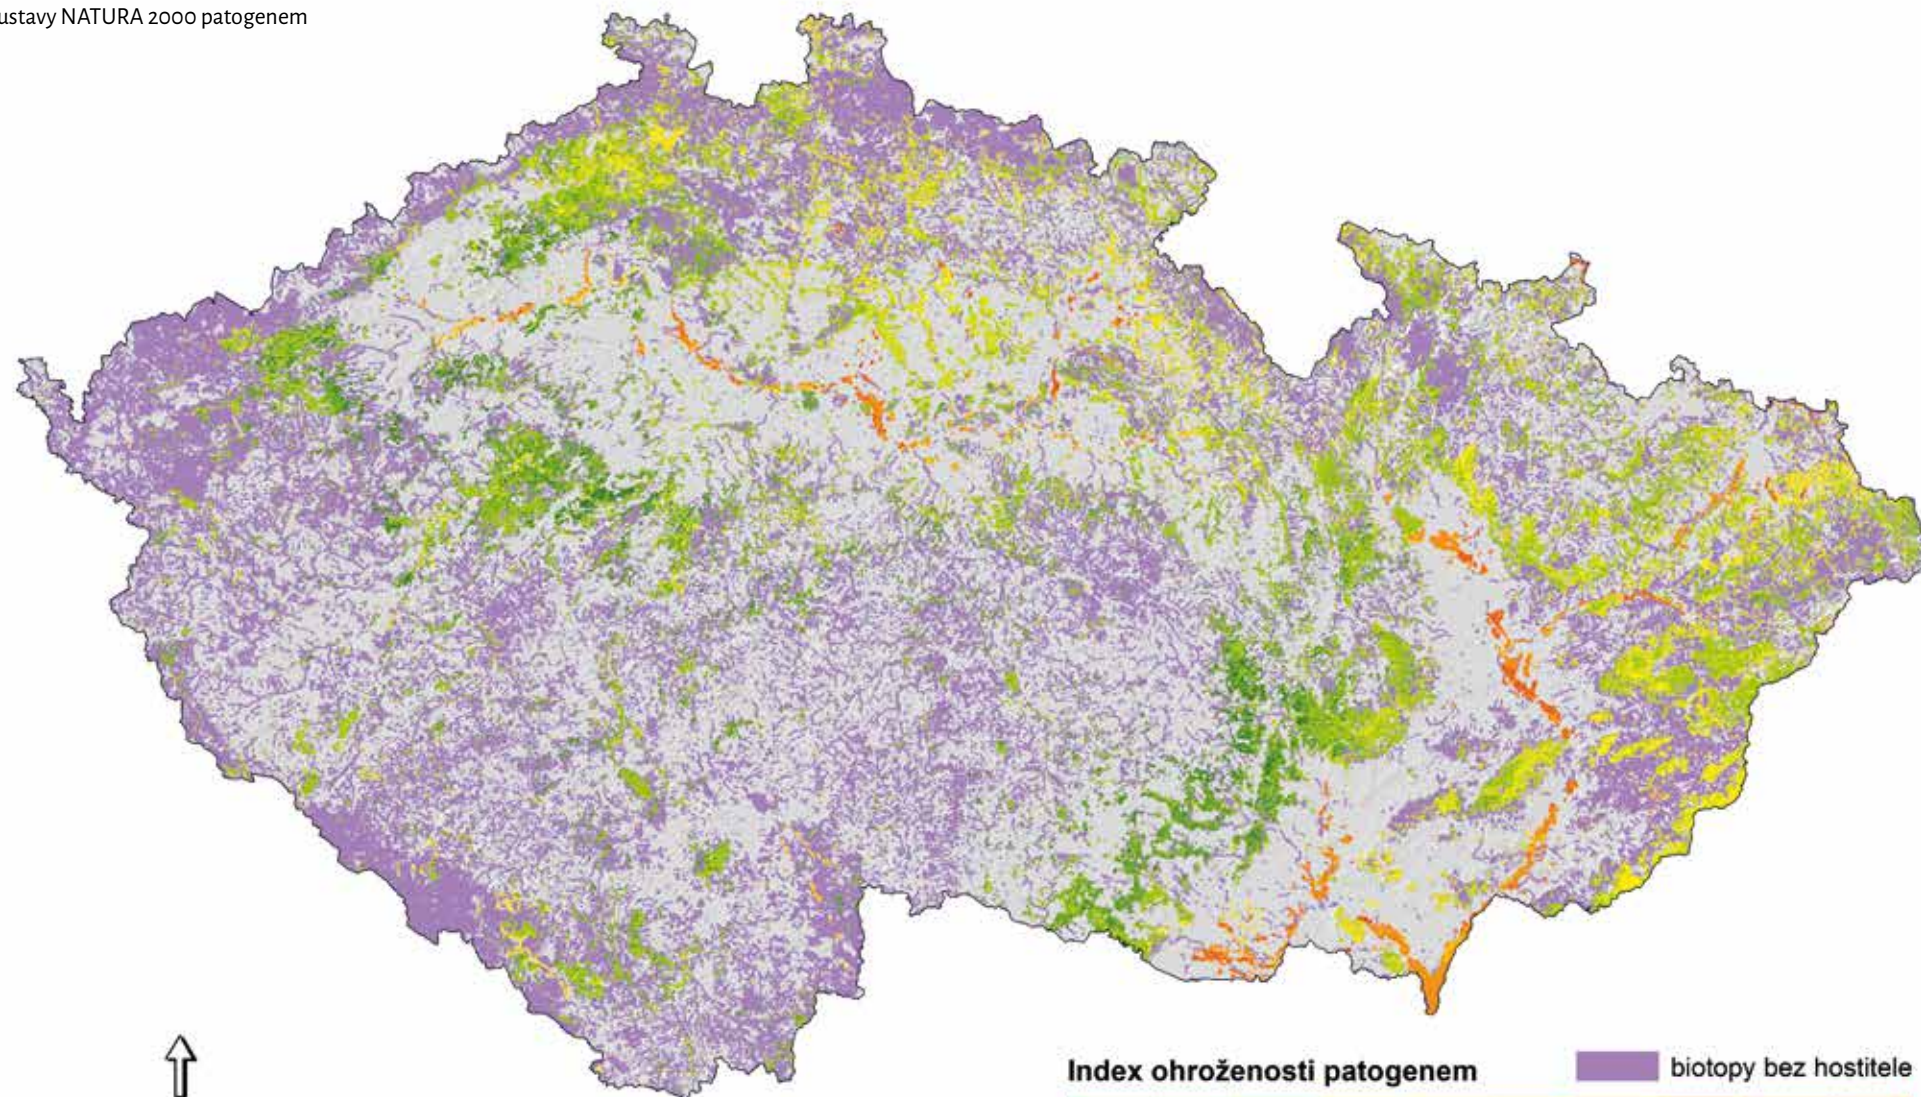 ustavy NATURA 2000 patogenem
Index ohroženosti patogenem
biotopy bez hostitele